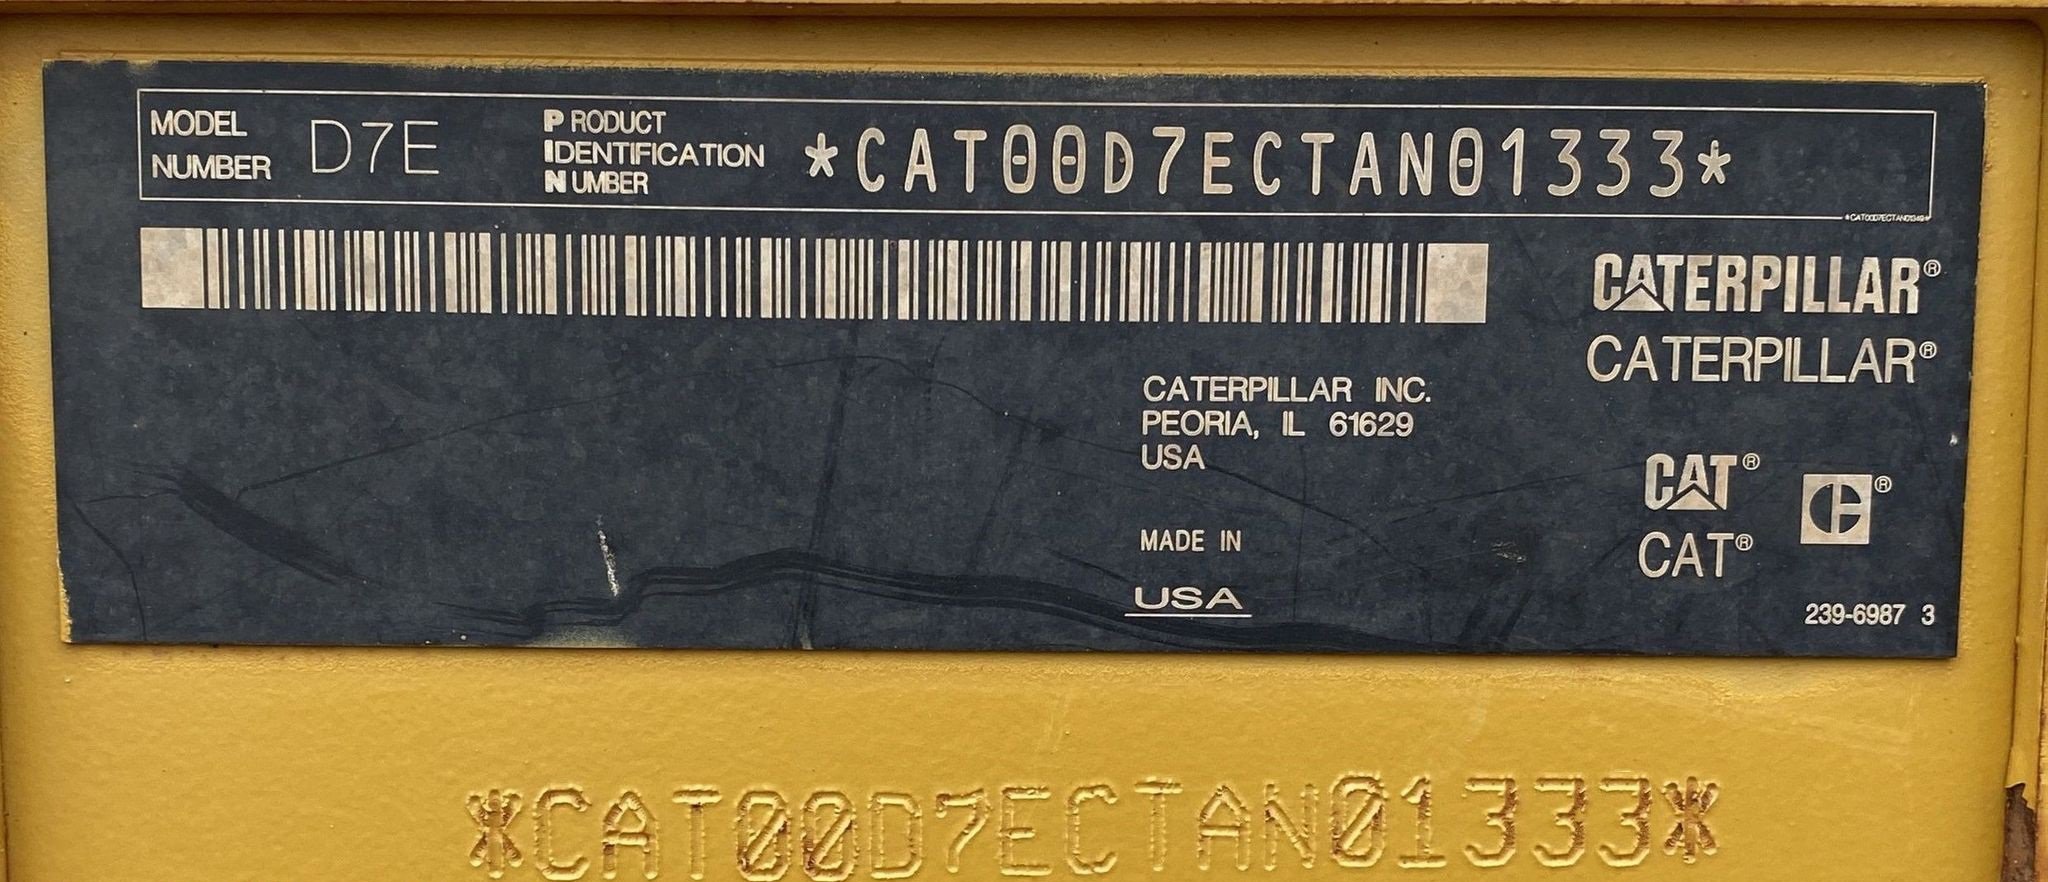 MODEL NUMBER D7E
PRODUCT IDENTIFICATION NUMBER *CAT00D7ECTAN01333*
CATERPILLAR®
CATERPILLAR®
CATERPILLAR INC.
PEORIA, IL 61629
USA
CAT®
®
CAT®
MADE IN
USA
239-6987 3
*CAT00D7ECTAN01333*